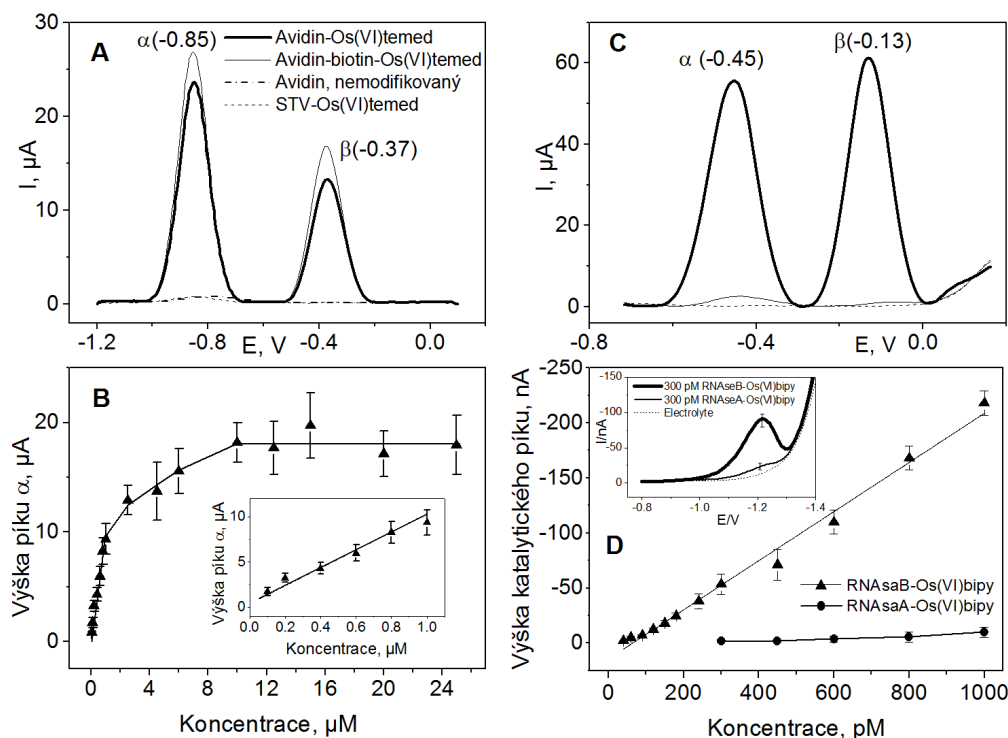 A
α(-0.85)
β(-0.37)
Avidin-Os(VI)temed
Avidin-biotin-Os(VI)temed
Avidin, nemodifikovaný
STV-Os(VI)temed
I, µA
30
20
10
0
-1.2
-0.8
-0.4
0.0
E, V
C
α (-0.45)
β(-0.13)
I, µA
60
40
20
0
-0.8
-0.4
0.0
E, V
B
Výška píku α, µA
30
20
10
0
0
4
8
12
16
20
24
Koncentrace, µM
Výška píku α, µA
10
5
0
0.2
0.4
0.6
0.8
1.0
Koncentrace, µM
D
Výška katalytického píku, nA
-250
-200
-150
-100
-50
0
0
200
400
600
800
1000
Koncentrace, pM
RNAsaB-Os(VI)bipy
RNAsaA-Os(VI)bipy
300 pM RNAseB-Os(VI)bipy
300 pM RNAseA-Os(VI)bipy
Electrolyte
I/nA
-150
-100
-50
0
-0.8
-1.0
-1.2
-1.4
E/V